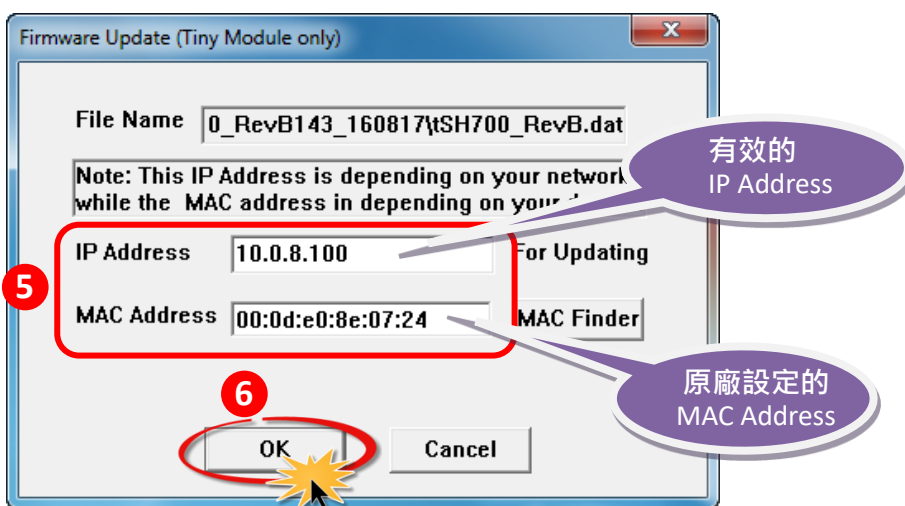 Firmware Update (Tiny Module only)
x
File Name 0_RevB143_160817\tSH700_RevB.dat
Note: This IP Address is depending on your network
while the MAC address in depending on your
有效的
IP Address
IP Address 10.0.8.100 For Updating
5
MAC Address 00:0d:e0:8e:07:24 MAC Finder
原廠設定的
MAC Address
6
OK Cancel